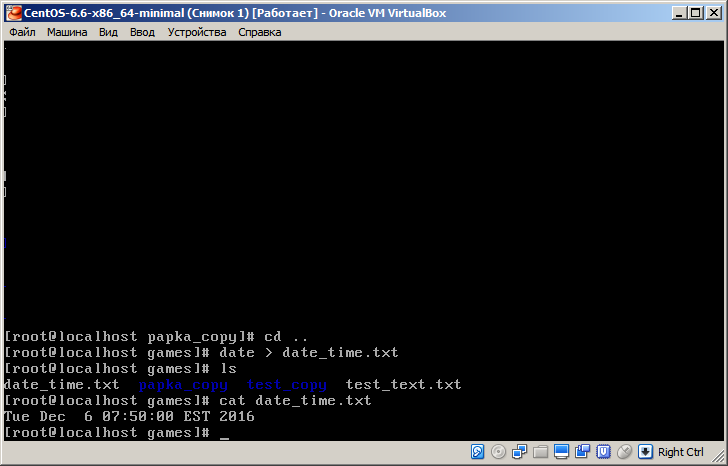 CentOS-6.6-x86_64-minimal (Снимок 1) [Работает] - Oracle VM VirtualBox
Файл Машина Вид Ввод Устройства Справка
[root@localhost papka_copy]# cd ..
[root@localhost games]# date > date_time.txt
[root@localhost games]# ls
date_time.txt  papka_copy  test_copy  test_text.txt
[root@localhost games]# cat date_time.txt
Tue Dec  6 07:50:00 EST 2016
[root@localhost games]# _
Right Ctrl